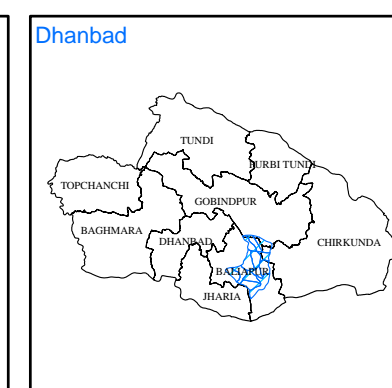 Dhanbad
TUNDI
PURBI TUNDI
TOPCHANCHI
GOBINDPUR
BAGHMARA
DHANBAD
CHIRKUNDA
BALIAPUR
JHARIA